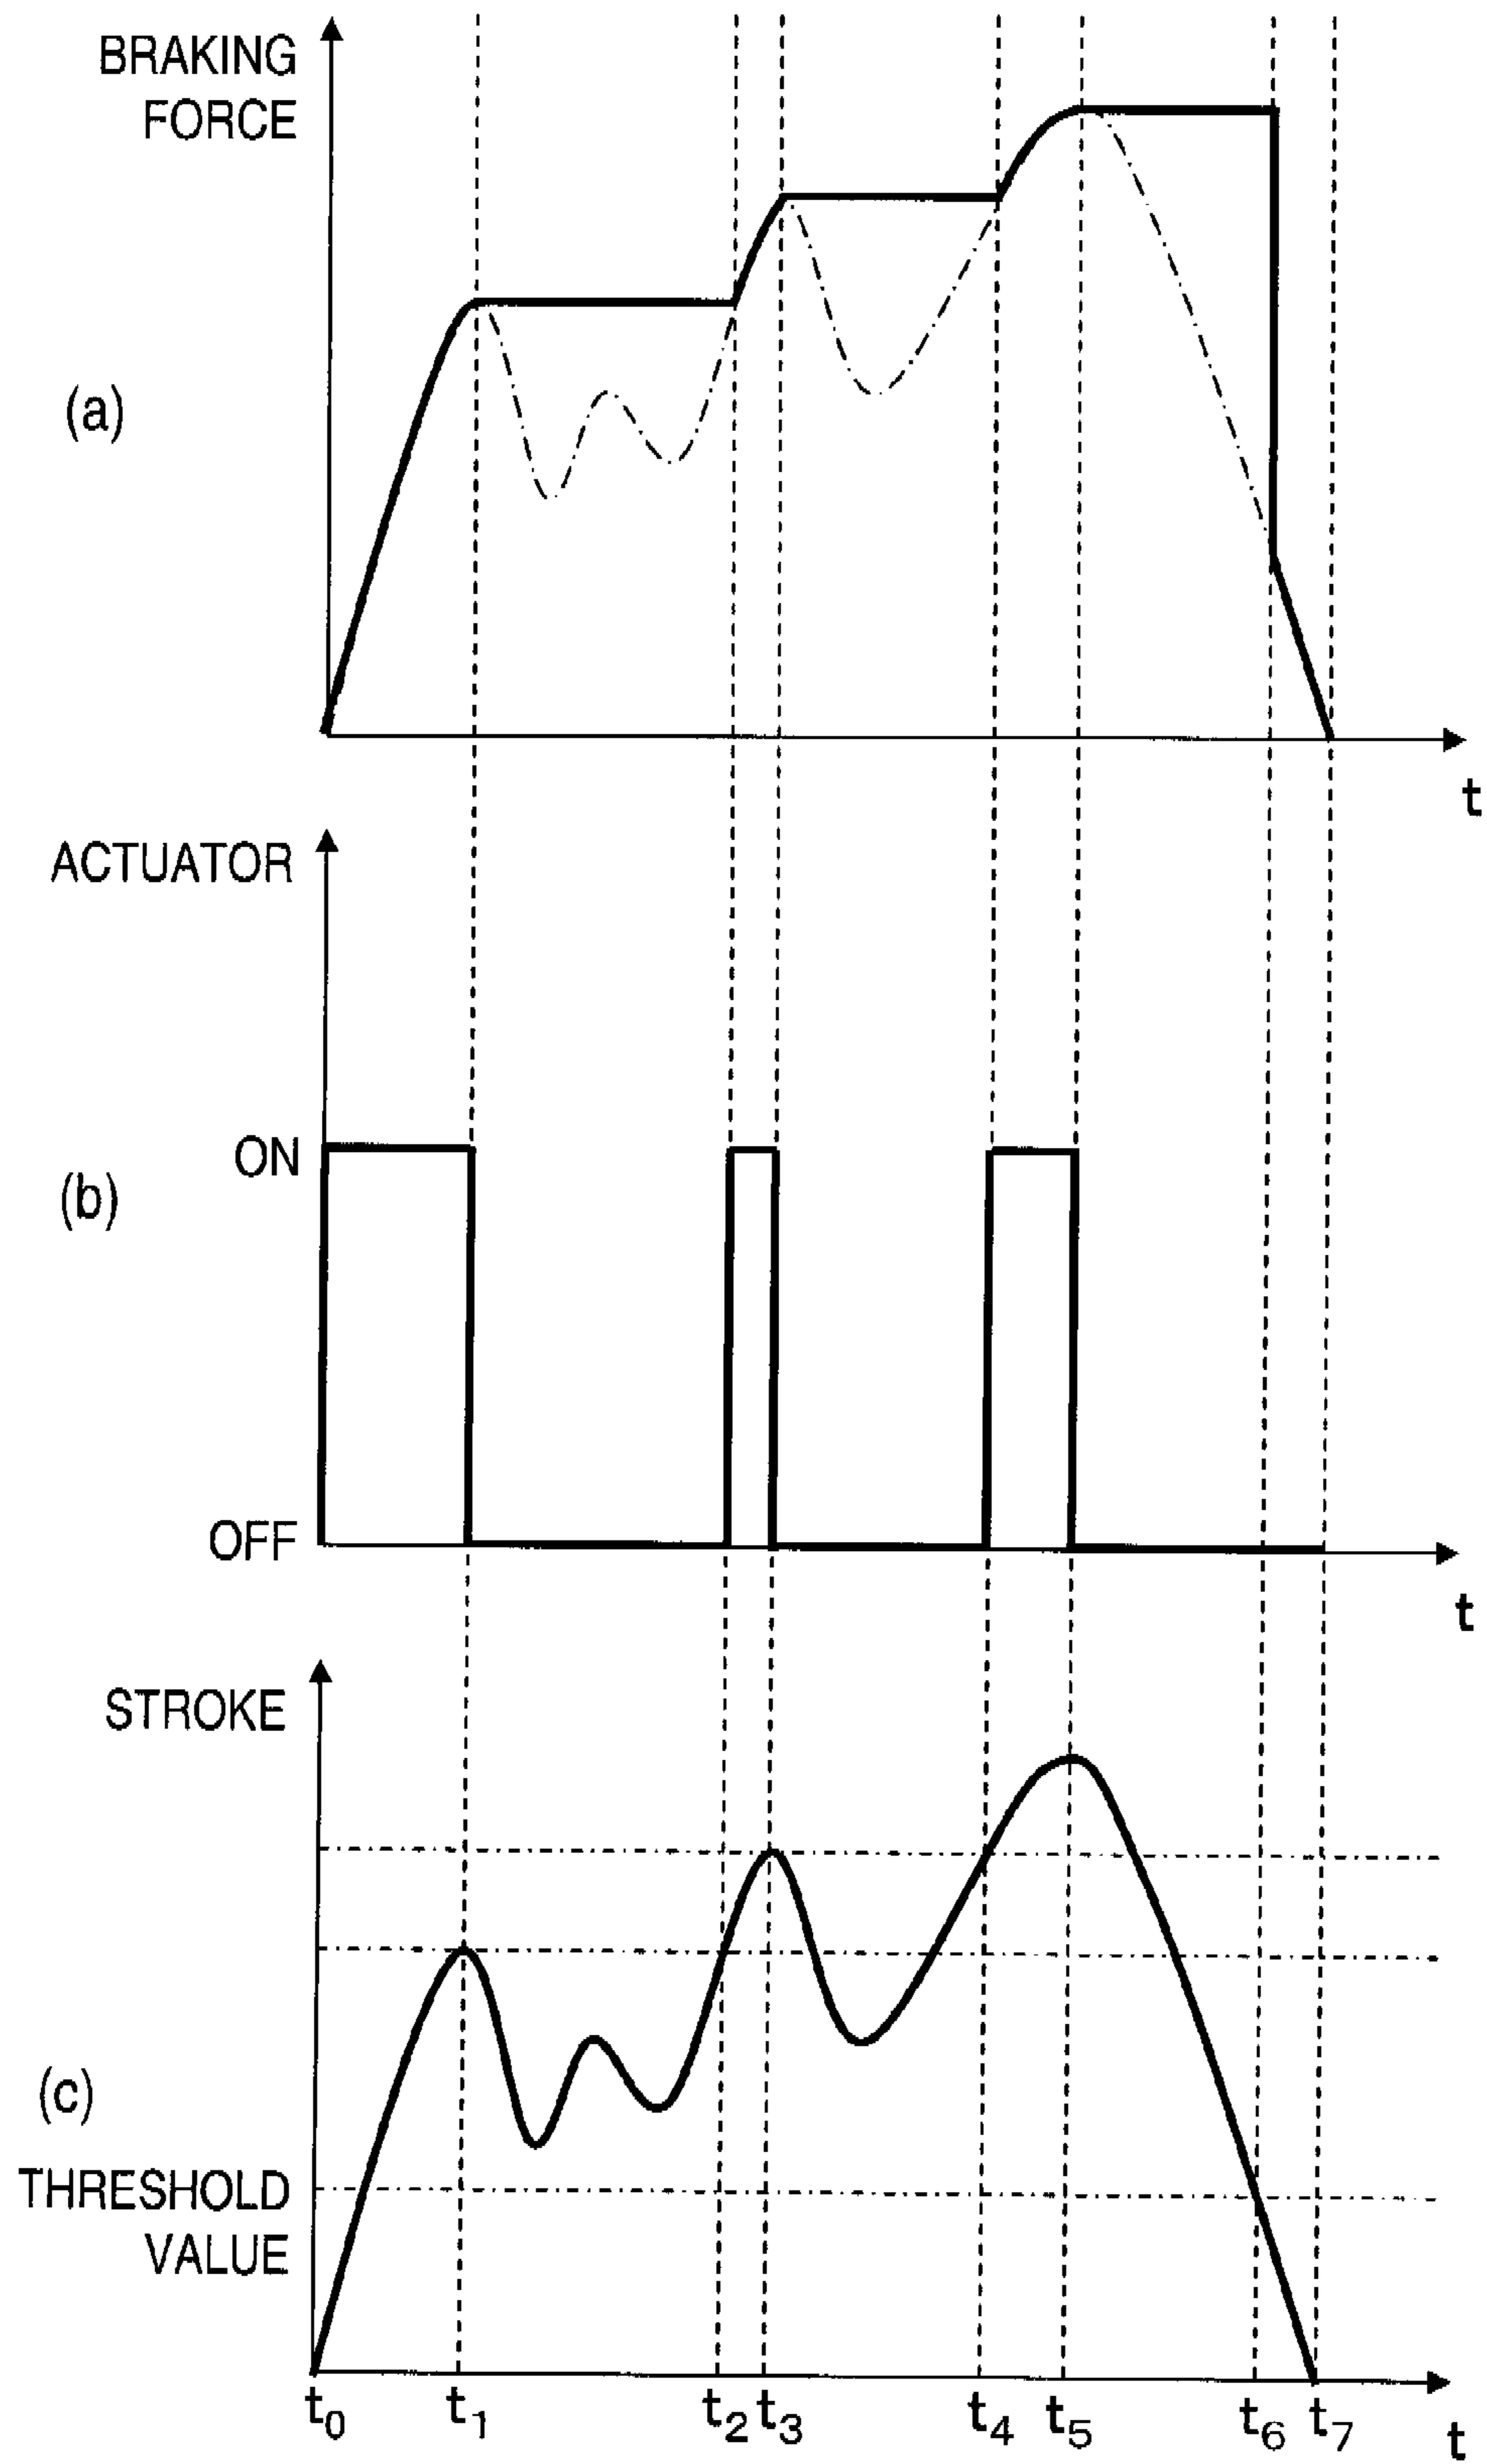 BRAKING
FORCE
(a)
t
ACTUATOR
ON
(b)
OFF
t
STROKE
(c)
THRESHOLD
VALUE
t0 t1 t2 t3 t4 t5 t6 t7 t